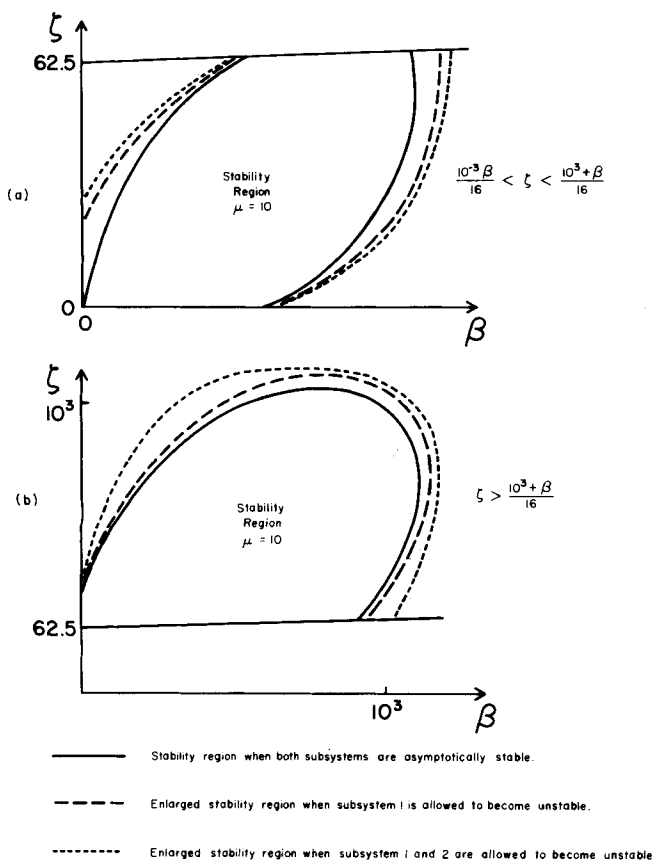 ζ
62.5
(a)
Stability
Region
μ = 10
10⁻³β/16 < ζ < 10³+β/16
0
0
β
ζ
10³
(b)
Stability
Region
μ = 10
ζ > 10³+β/16
62.5
10³
β
Stability region when both subsystems are asymptotically stable.
Enlarged stability region when subsystem 1 is allowed to become unstable.
Enlarged stability region when subsystem 1 and 2 are allowed to become unstable